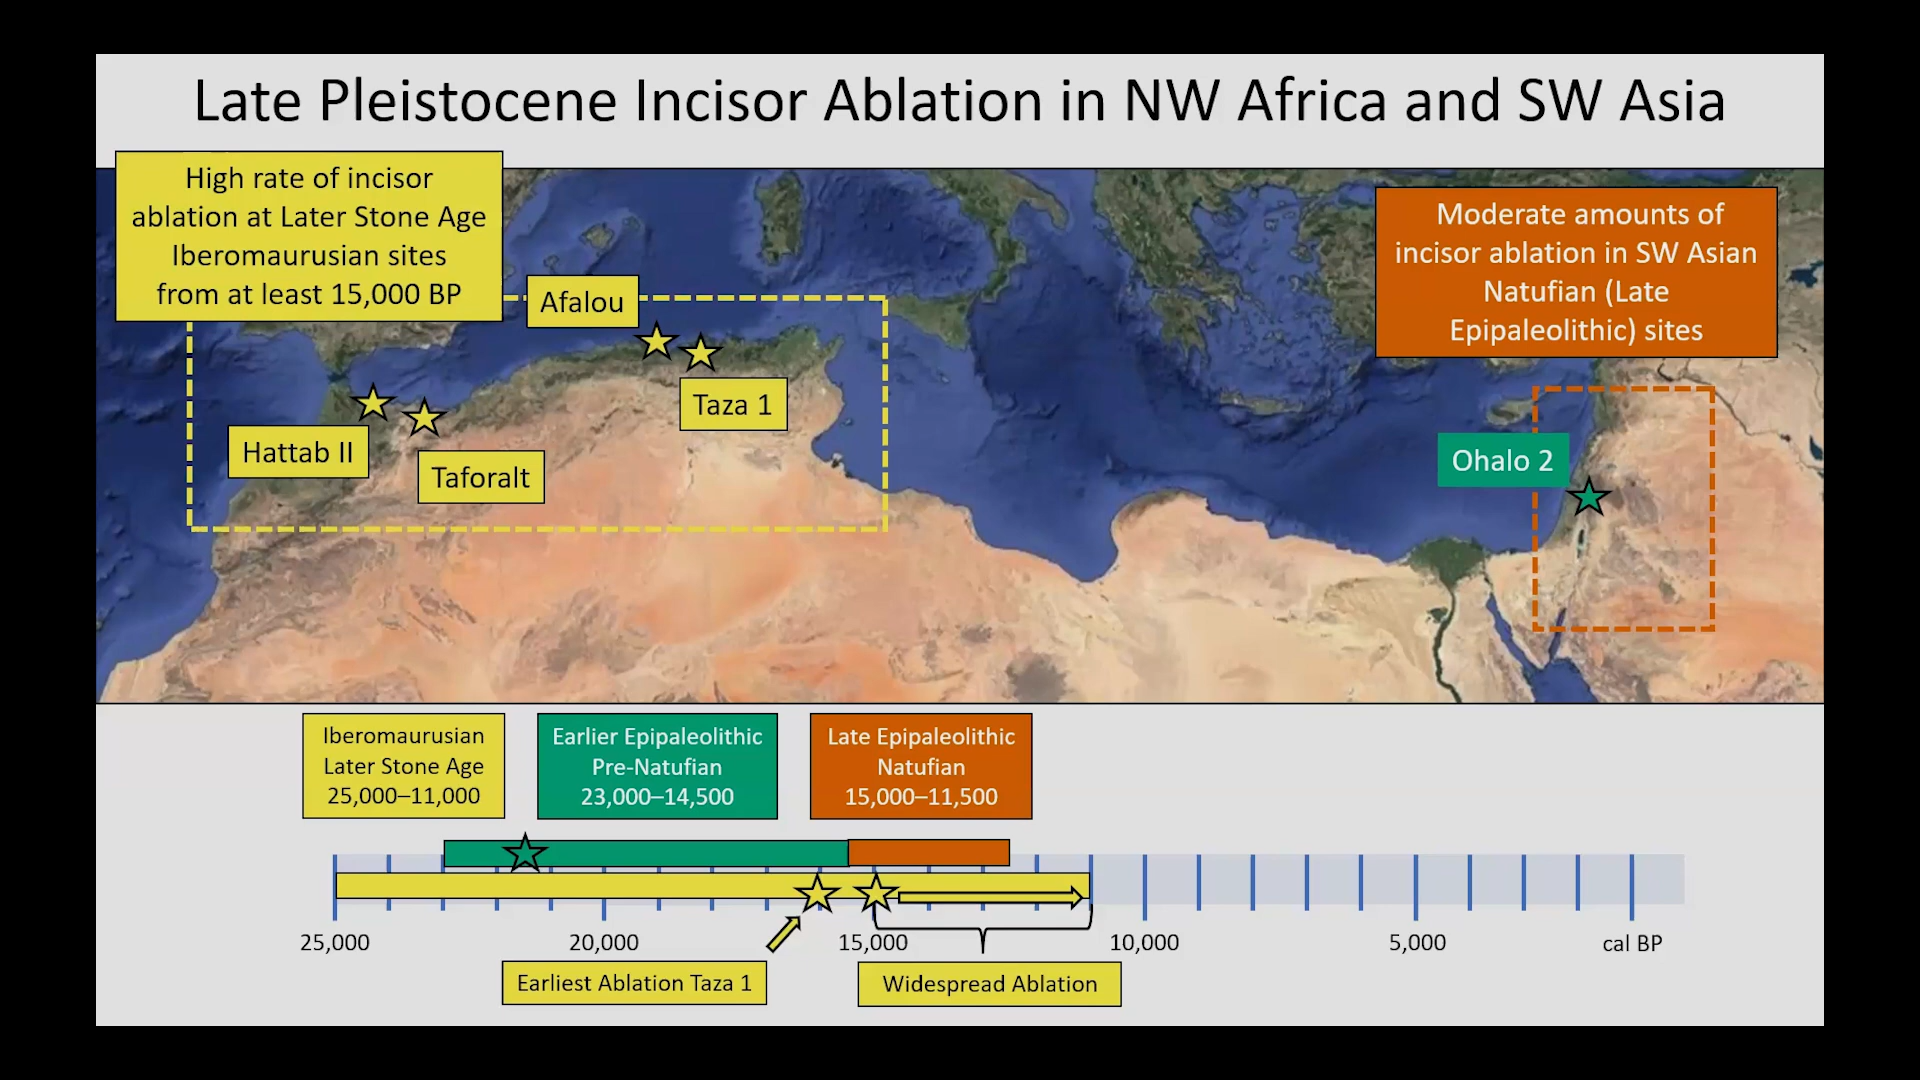 Late Pleistocene Incisor Ablation in NW Africa and SW Asia
High rate of incisor
ablation at Later Stone Age
Iberomaurusian sites
from at least 15,000 BP
Moderate amounts of
incisor ablation in SW Asian
Natufian (Late
Epipaleolithic) sites
Afalou
Taza 1
Hattab II
Taforalt
Ohalo 2
Iberomaurusian
Later Stone Age
25,000–11,000
Earlier Epipaleolithic
Pre-Natufian
23,000–14,500
Late Epipaleolithic
Natufian
15,000–11,500
25,000
20,000
15,000
10,000
5,000
cal BP
Earliest Ablation Taza 1
Widespread Ablation